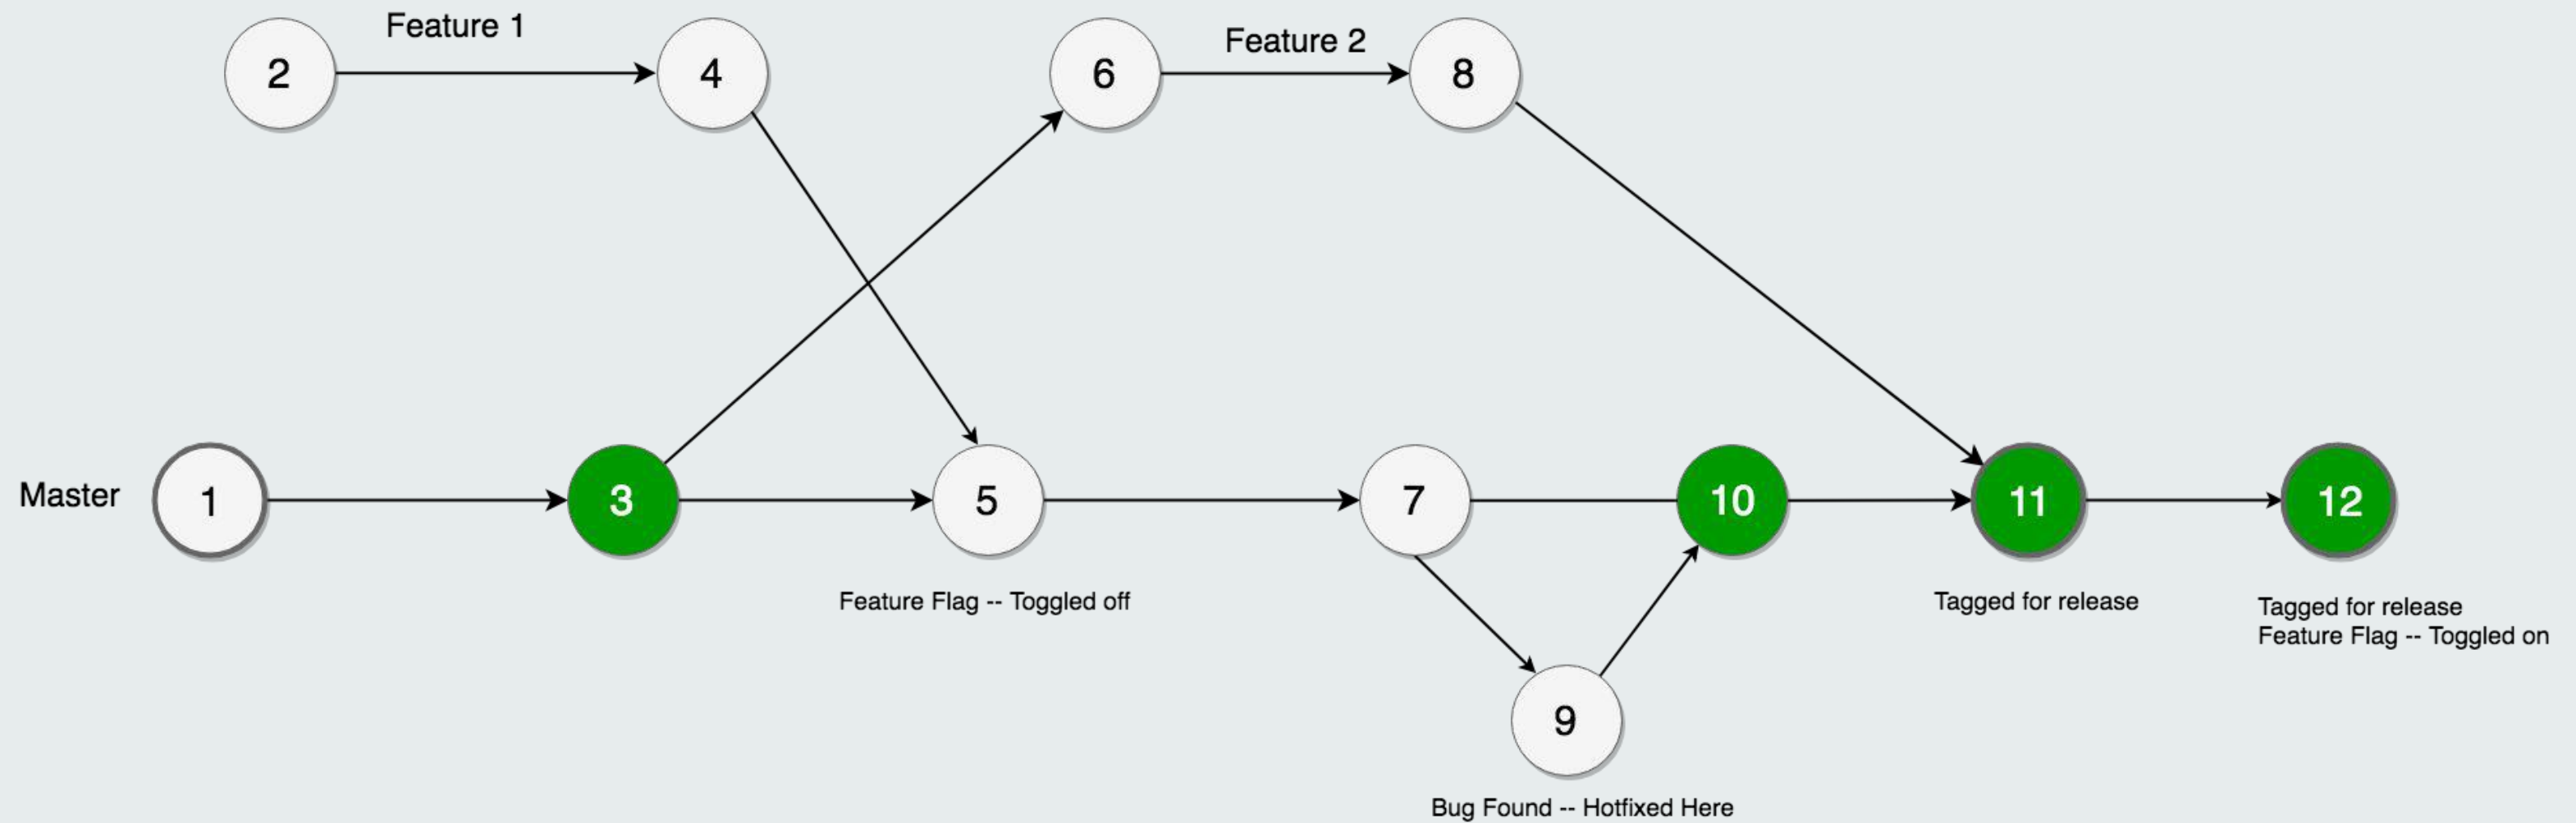 Feature 1
Feature 2
2
4
6
8
Master
1
3
5
7
10
11
12
Feature Flag -- Toggled off
Tagged for release
Tagged for release
Feature Flag -- Toggled on
9
Bug Found -- Hotfixed Here